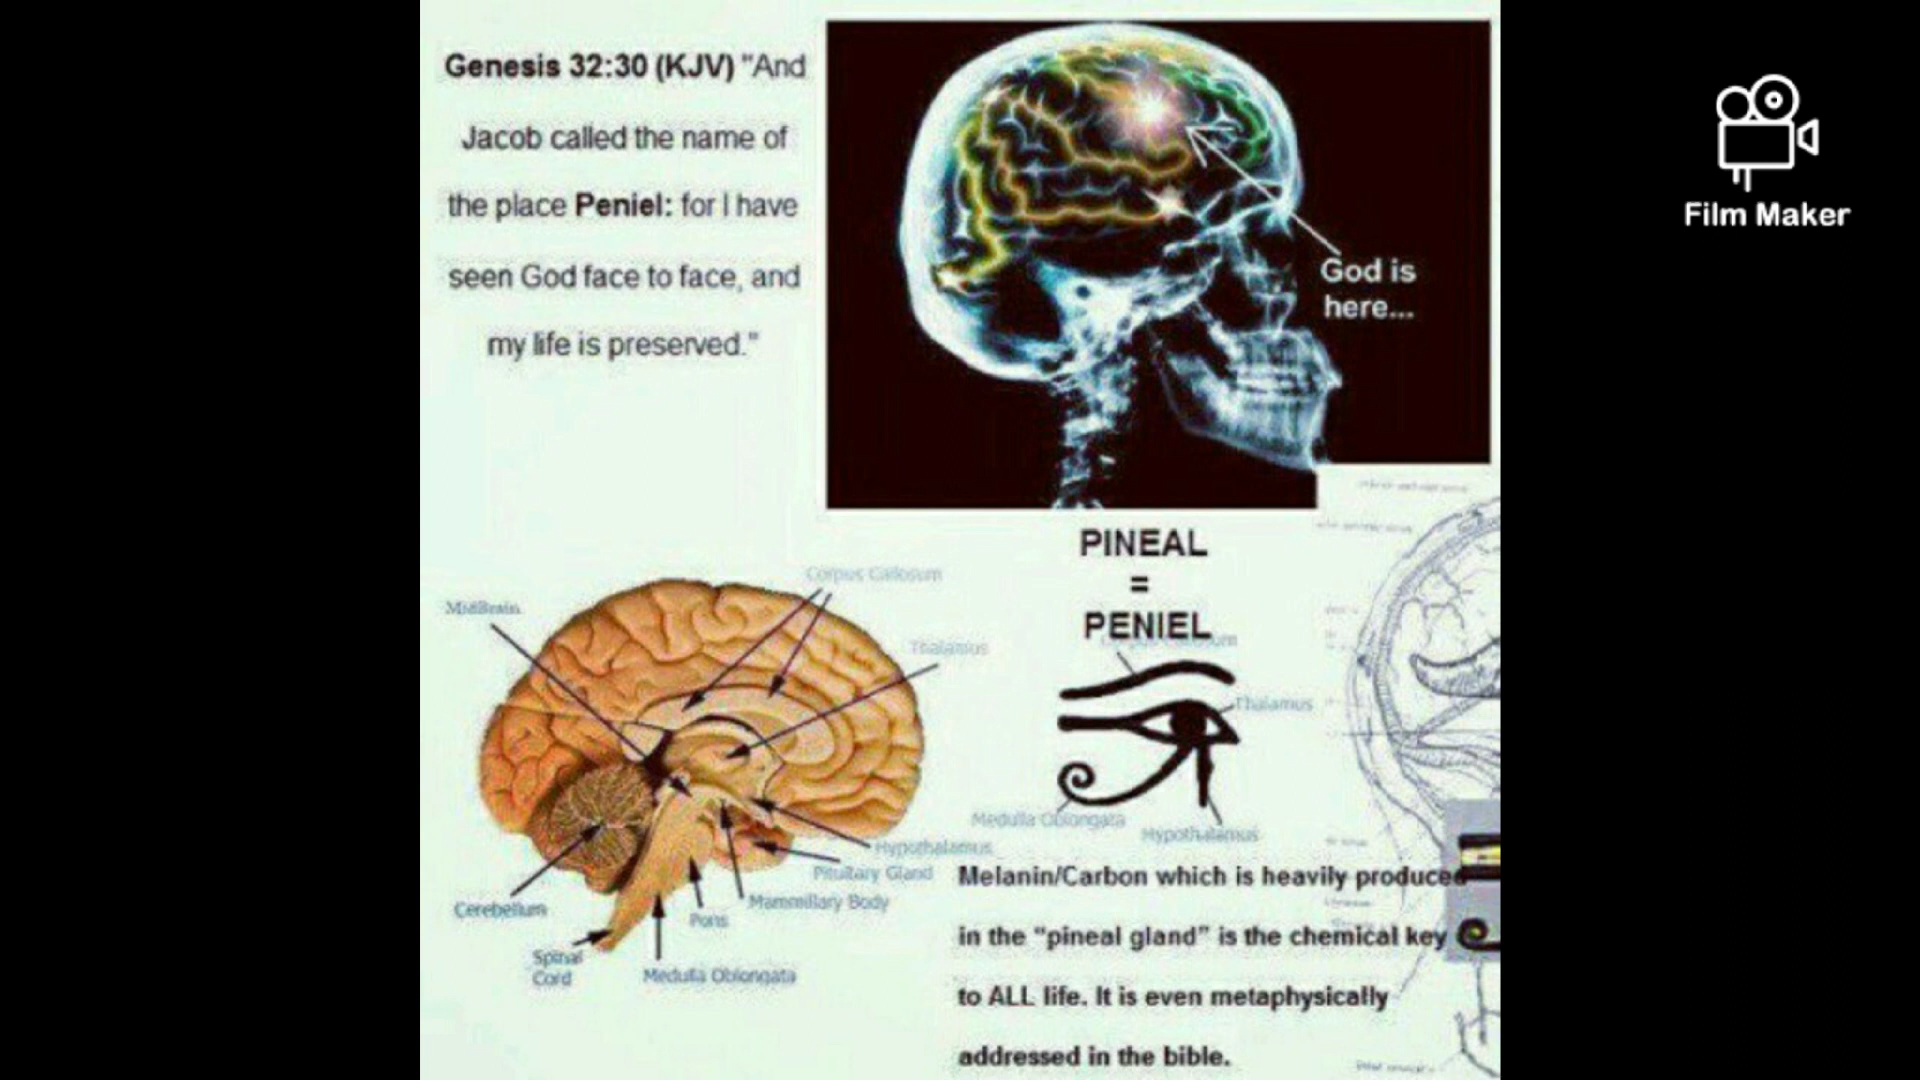 Genesis 32:30 (KJV) "And
Jacob called the name of
the place Peniel: for I have
seen God face to face, and
my life is preserved."
God is
here...
Film Maker
PINEAL
=
PENIEL
Corpus Callosum
MidBrain
Thalamus
Thalamus
Medulla Oblongata
Hypothalamus
Hypothalamus
Pituitary Gland
Mammillary Body
Pons
Cerebellum
Spinal
Cord
Medulla Oblongata
Melanin/Carbon which is heavily produced
in the “pineal gland” is the chemical key
to ALL life. It is even metaphysically
addressed in the bible.